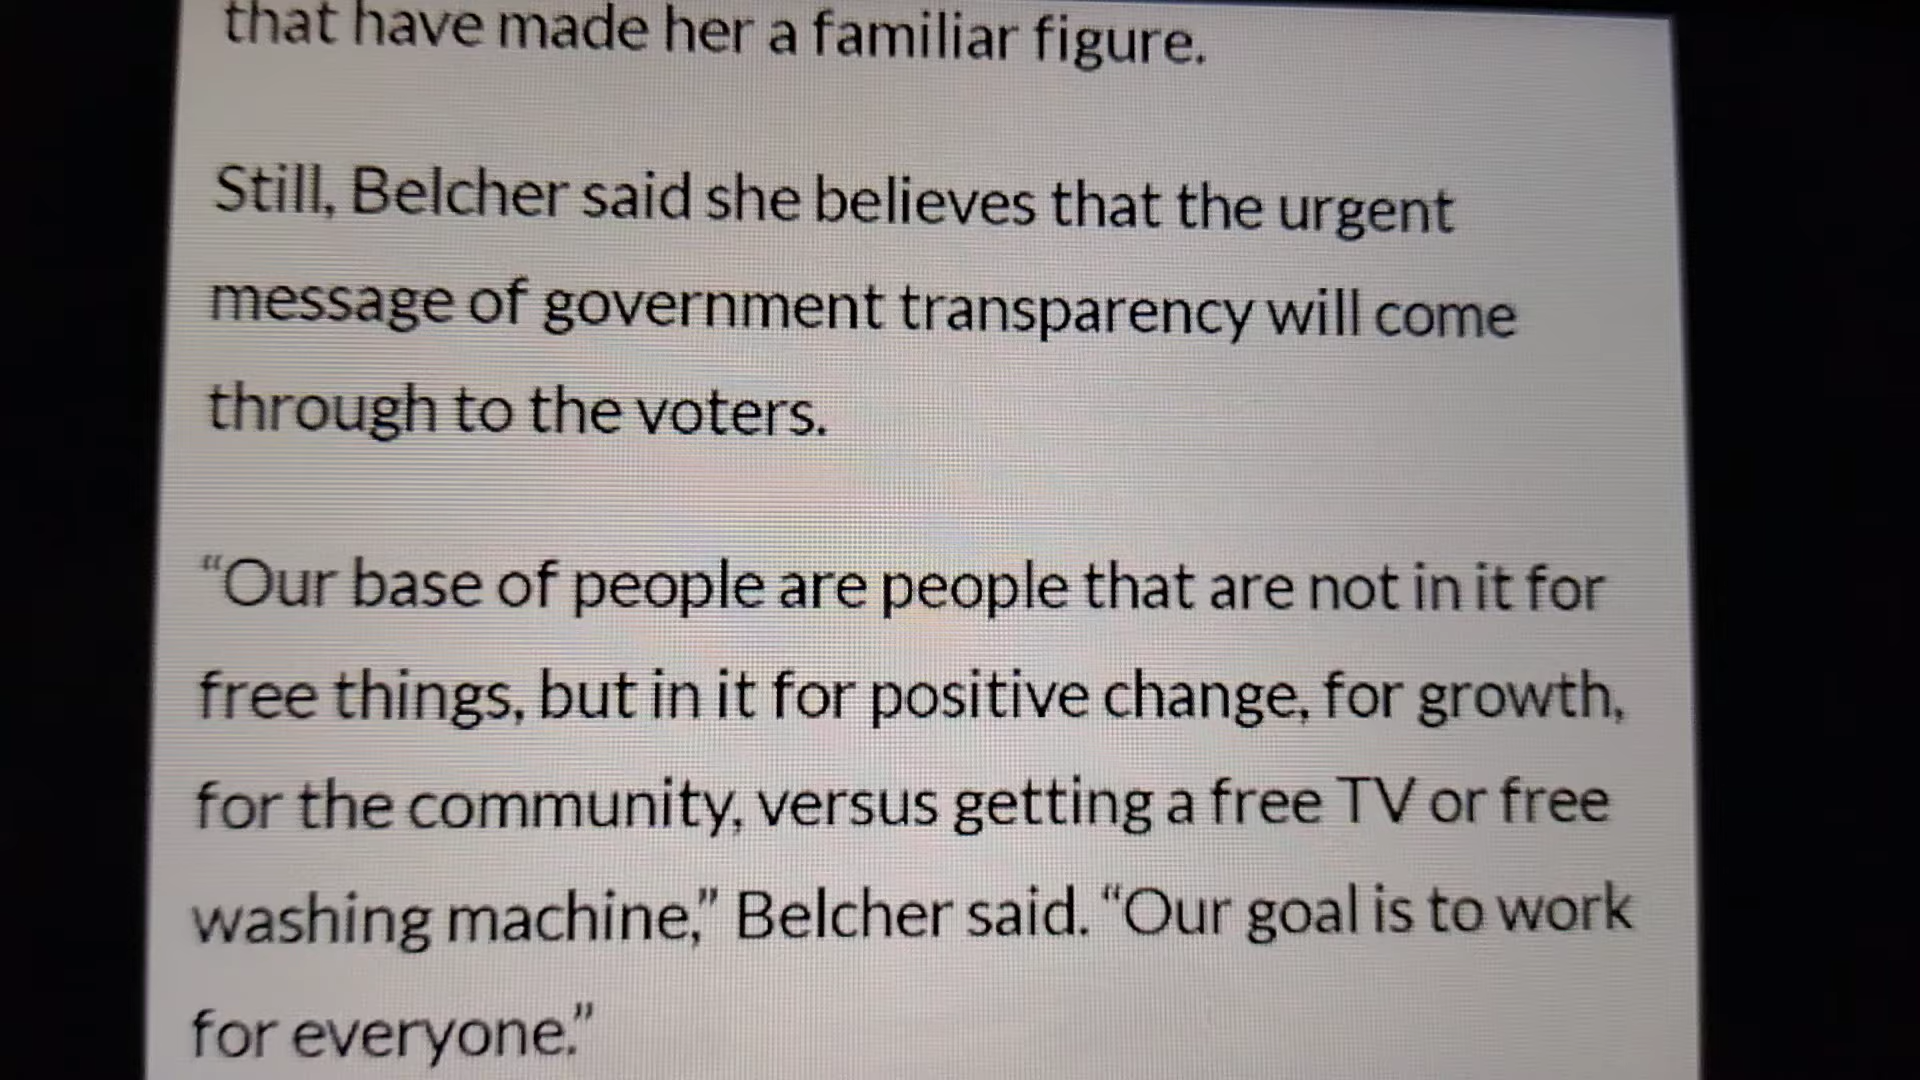 that have made her a familiar figure.
Still, Belcher said she believes that the urgent
message of government transparency will come
through to the voters.
“Our base of people are people that are not in it for
free things, but in it for positive change, for growth,
for the community, versus getting a free TV or free
washing machine,” Belcher said. “Our goal is to work
for everyone.”